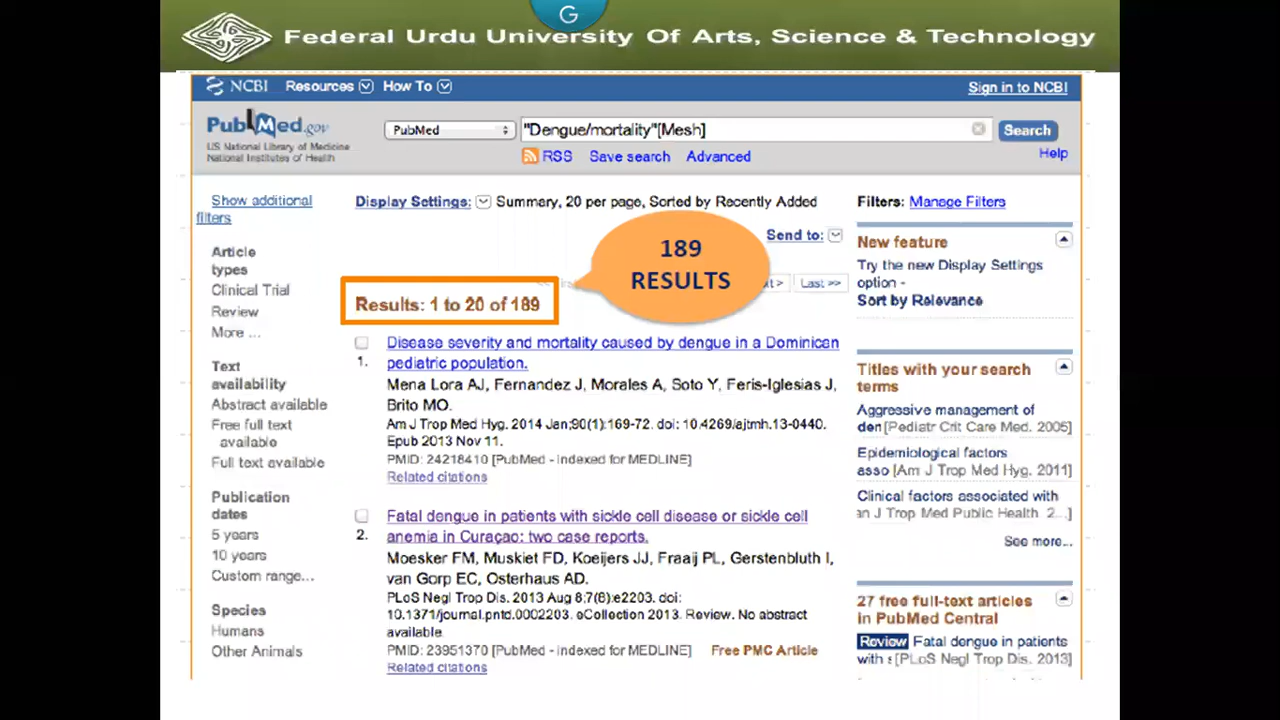 G
Federal Urdu University Of Arts, Science & Technology
NCBI Resources How To Sign in to NCBI
PubMed.gov
US National Library of Medicine
National Institutes of Health
PubMed "Dengue/mortality"[Mesh] Search
RSS Save search Advanced Help
Show additional
filters
Article
types
Clinical Trial
Review
More ...
Text
availability
Abstract available
Free full text
available
Full text available
Publication
dates
5 years
10 years
Custom range...
Species
Humans
Other Animals
Display Settings: Summary, 20 per page, Sorted by Recently Added
Send to:
189
RESULTS
Last >>
Results: 1 to 20 of 189
Disease severity and mortality caused by dengue in a Dominican
1. pediatric population.
Mena Lora AJ, Fernandez J, Morales A, Soto Y, Feris-Iglesias J,
Brito MO.
Am J Trop Med Hyg. 2014 Jan;90(1):169-72. doi: 10.4269/ajtmh.13-0440.
Epub 2013 Nov 11.
PMID: 24218410 [PubMed - indexed for MEDLINE]
Related citations
Fatal dengue in patients with sickle cell disease or sickle cell
2. anemia in Curaçao: two case reports.
Moesker FM, Muskiet FD, Koeijers JJ, Fraaij PL, Gerstenbluth I,
van Gorp EC, Osterhaus AD.
PLoS Negl Trop Dis. 2013 Aug 8;7(8):e2203. doi:
10.1371/journal.pntd.0002203. eCollection 2013. Review. No abstract
available.
PMID: 23951370 [PubMed - indexed for MEDLINE] Free PMC Article
Related citations
Filters: Manage Filters
New feature
Try the new Display Settings
option -
Sort by Relevance
Titles with your search
terms
Aggressive management of
den [Pediatr Crit Care Med. 2005]
Epidemiological factors
asso [Am J Trop Med Hyg. 2011]
Clinical factors associated with
an J Trop Med Public Health. 2...]
See more...
27 free full-text articles
in PubMed Central
Review Fatal dengue in patients
with s [PLoS Negl Trop Dis. 2013]